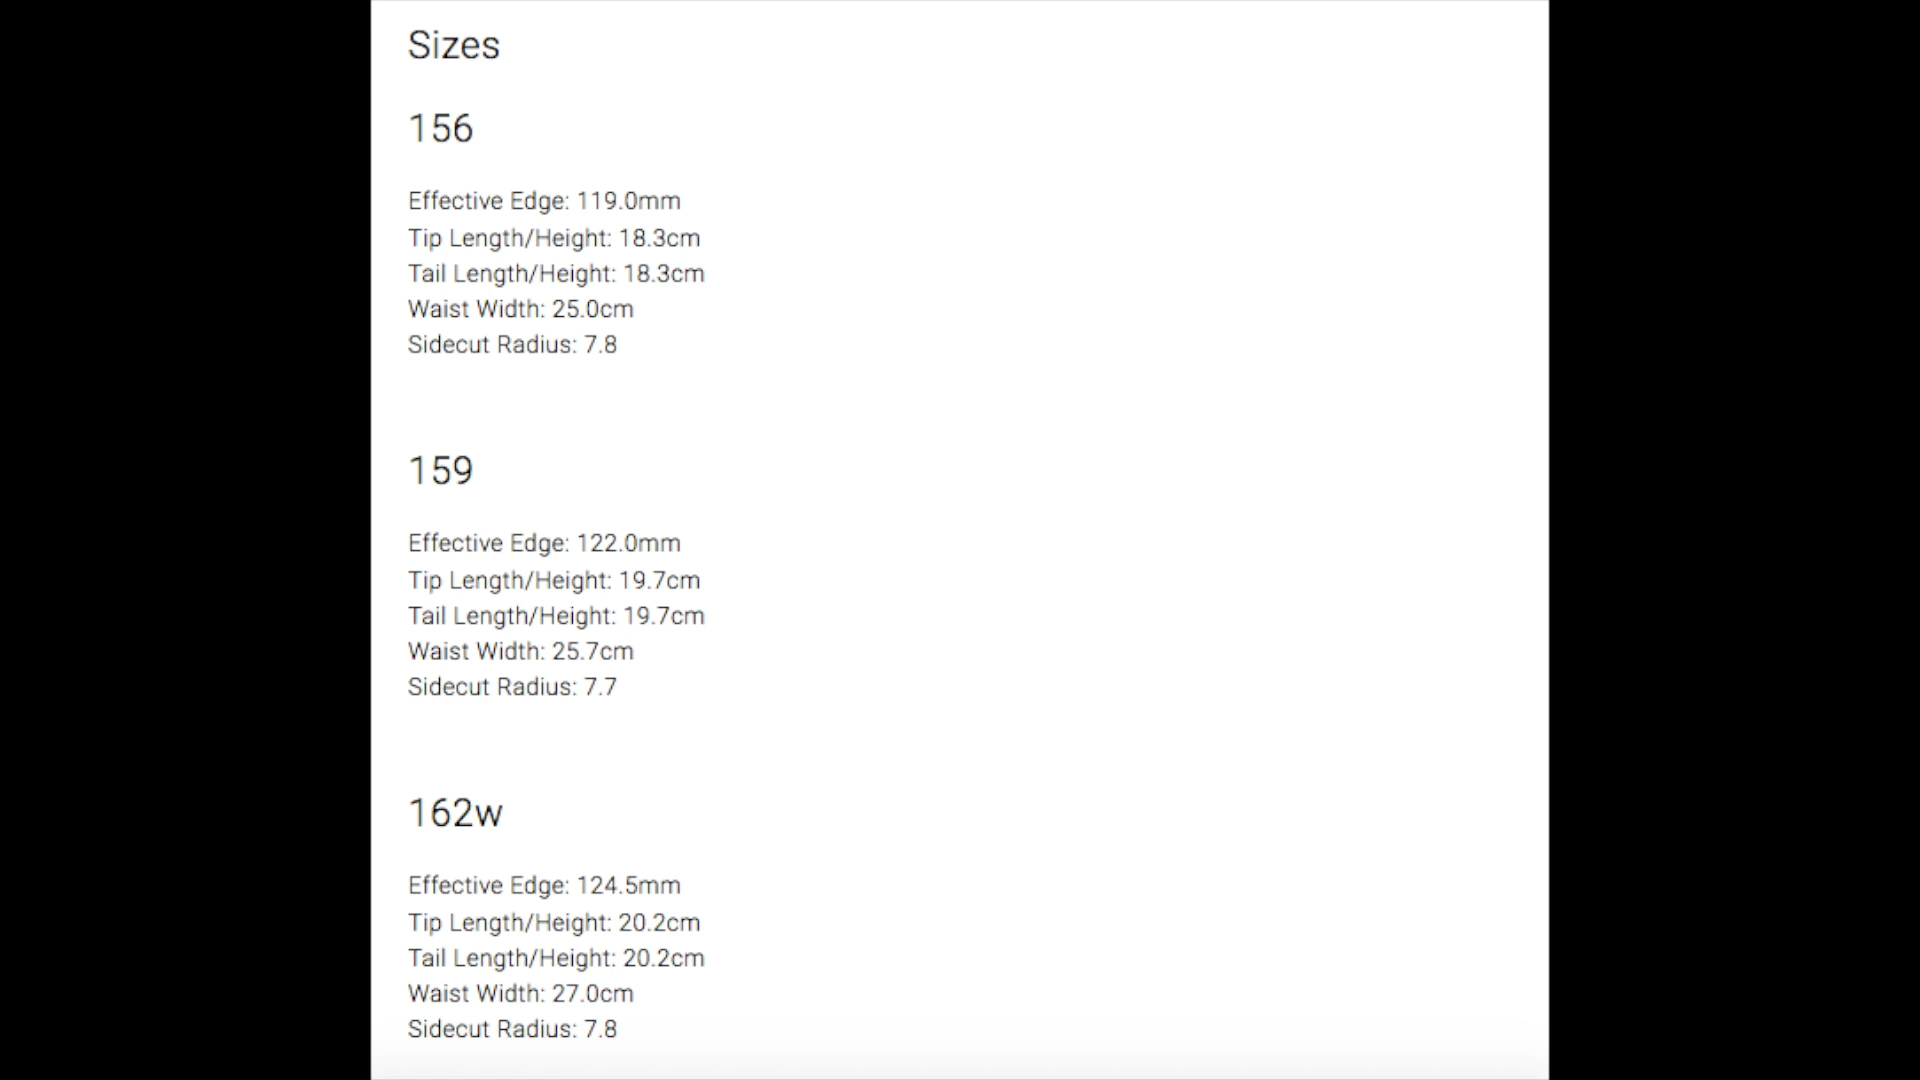 Sizes
156
Effective Edge: 119.0mm
Tip Length/Height: 18.3cm
Tail Length/Height: 18.3cm
Waist Width: 25.0cm
Sidecut Radius: 7.8
159
Effective Edge: 122.0mm
Tip Length/Height: 19.7cm
Tail Length/Height: 19.7cm
Waist Width: 25.7cm
Sidecut Radius: 7.7
162w
Effective Edge: 124.5mm
Tip Length/Height: 20.2cm
Tail Length/Height: 20.2cm
Waist Width: 27.0cm
Sidecut Radius: 7.8